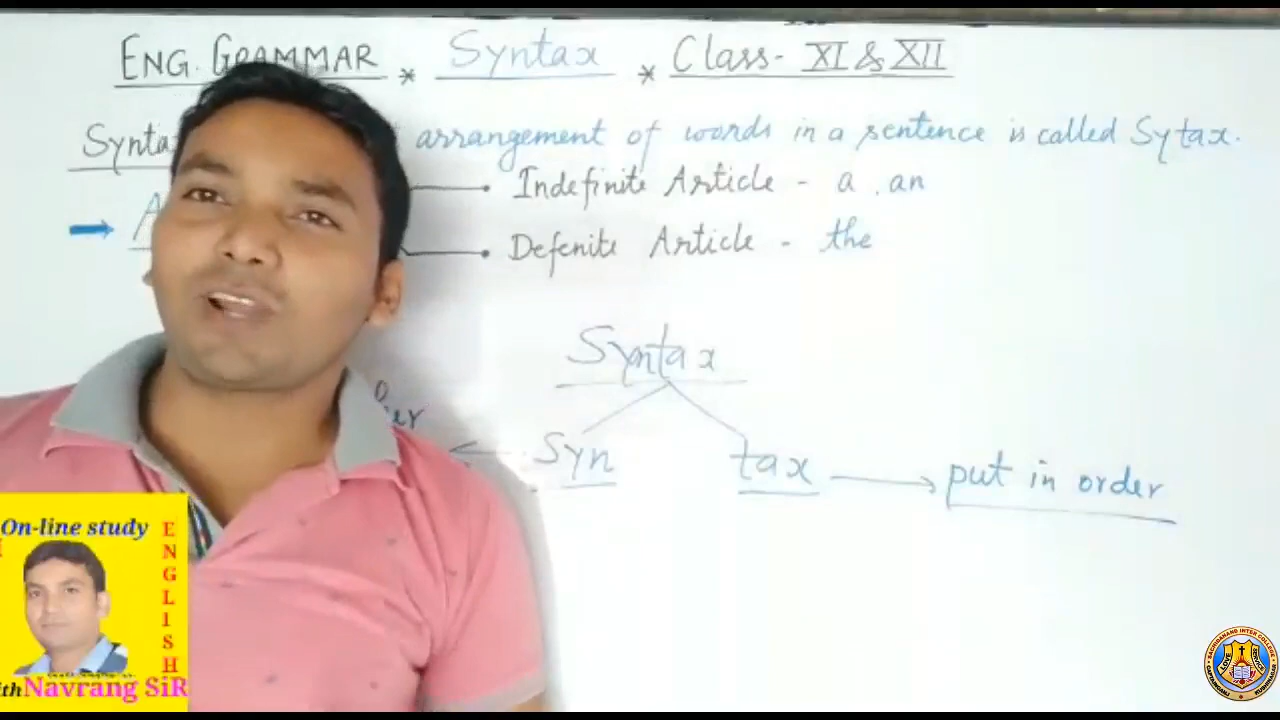 ENG. GRAMMAR * Syntax * Class- XI & XII
arrangement of words in a sentence is called Sytax.
Indefinite Article - a, an
Defenite Article - the
Syntax
Syn
tax
put in order
On-line study
ENGLISH
Navrang SiR